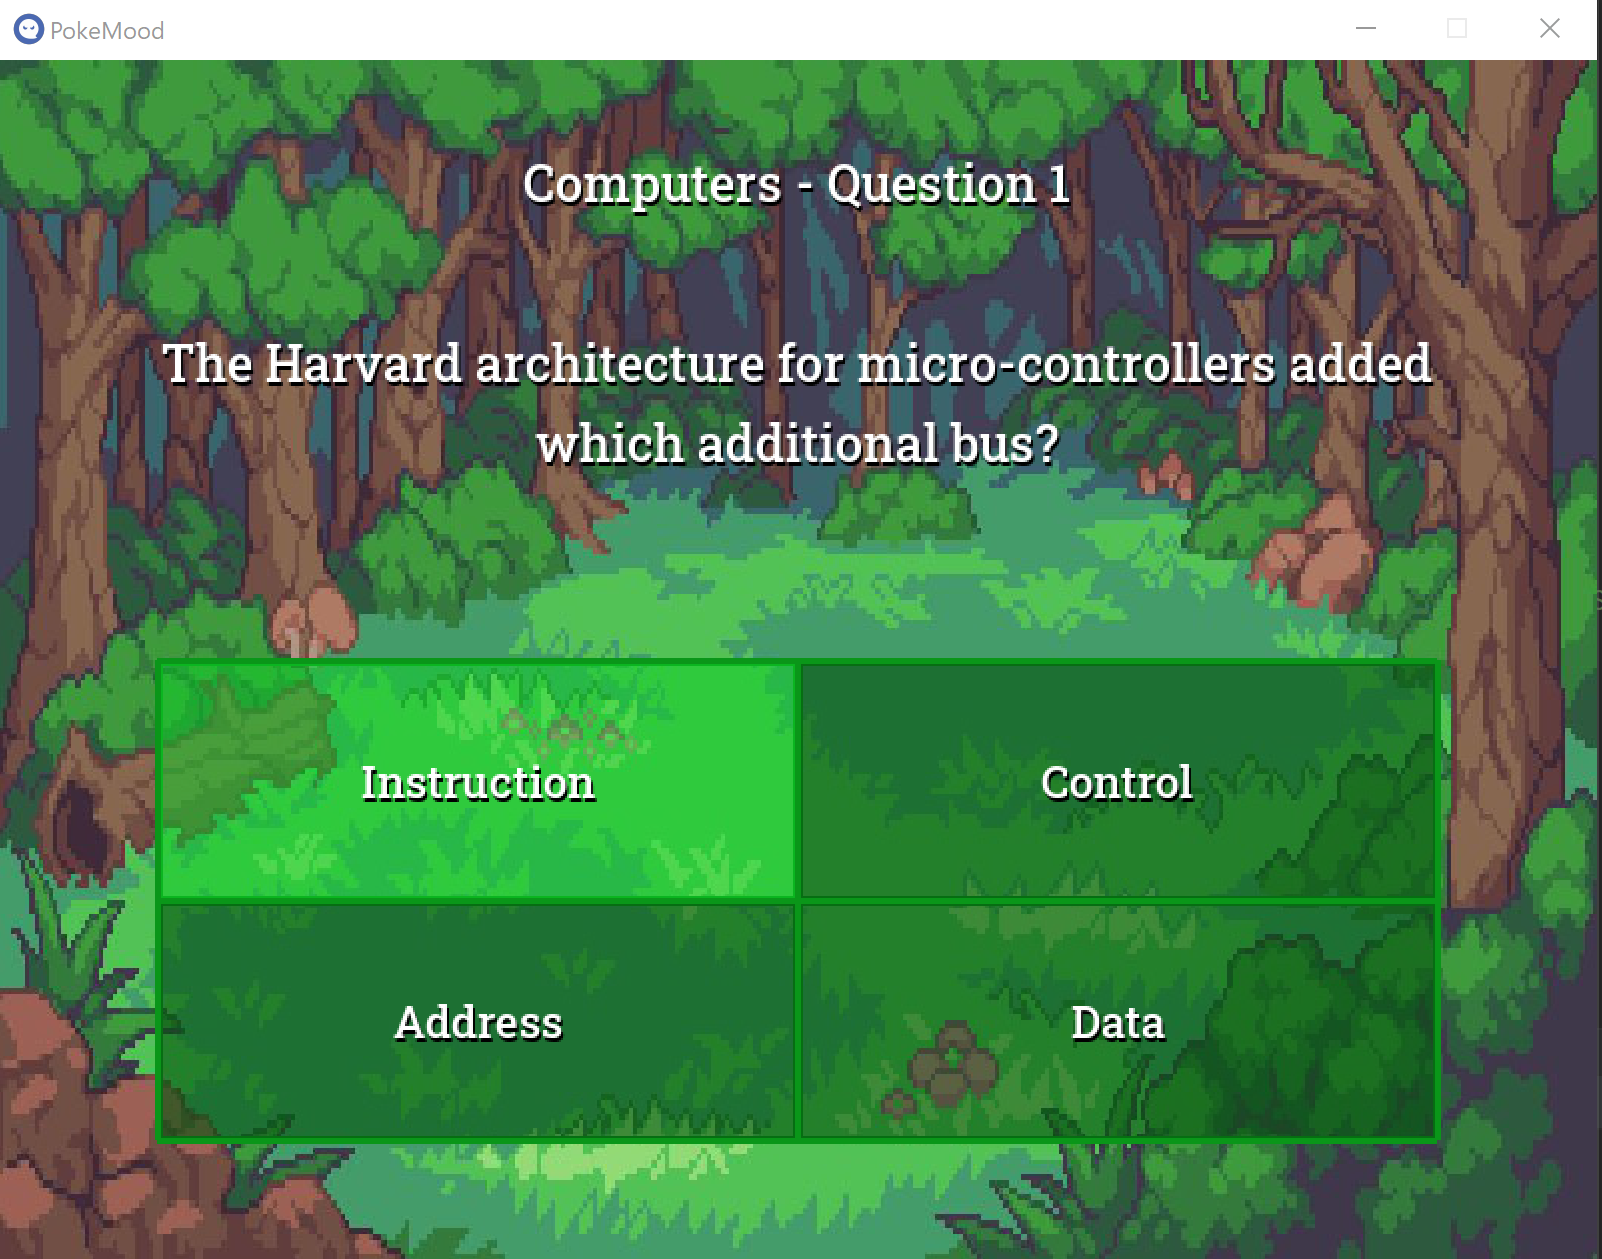 PokeMood
Computers - Question 1
The Harvard architecture for micro-controllers added
which additional bus?
Instruction
Control
Address
Data